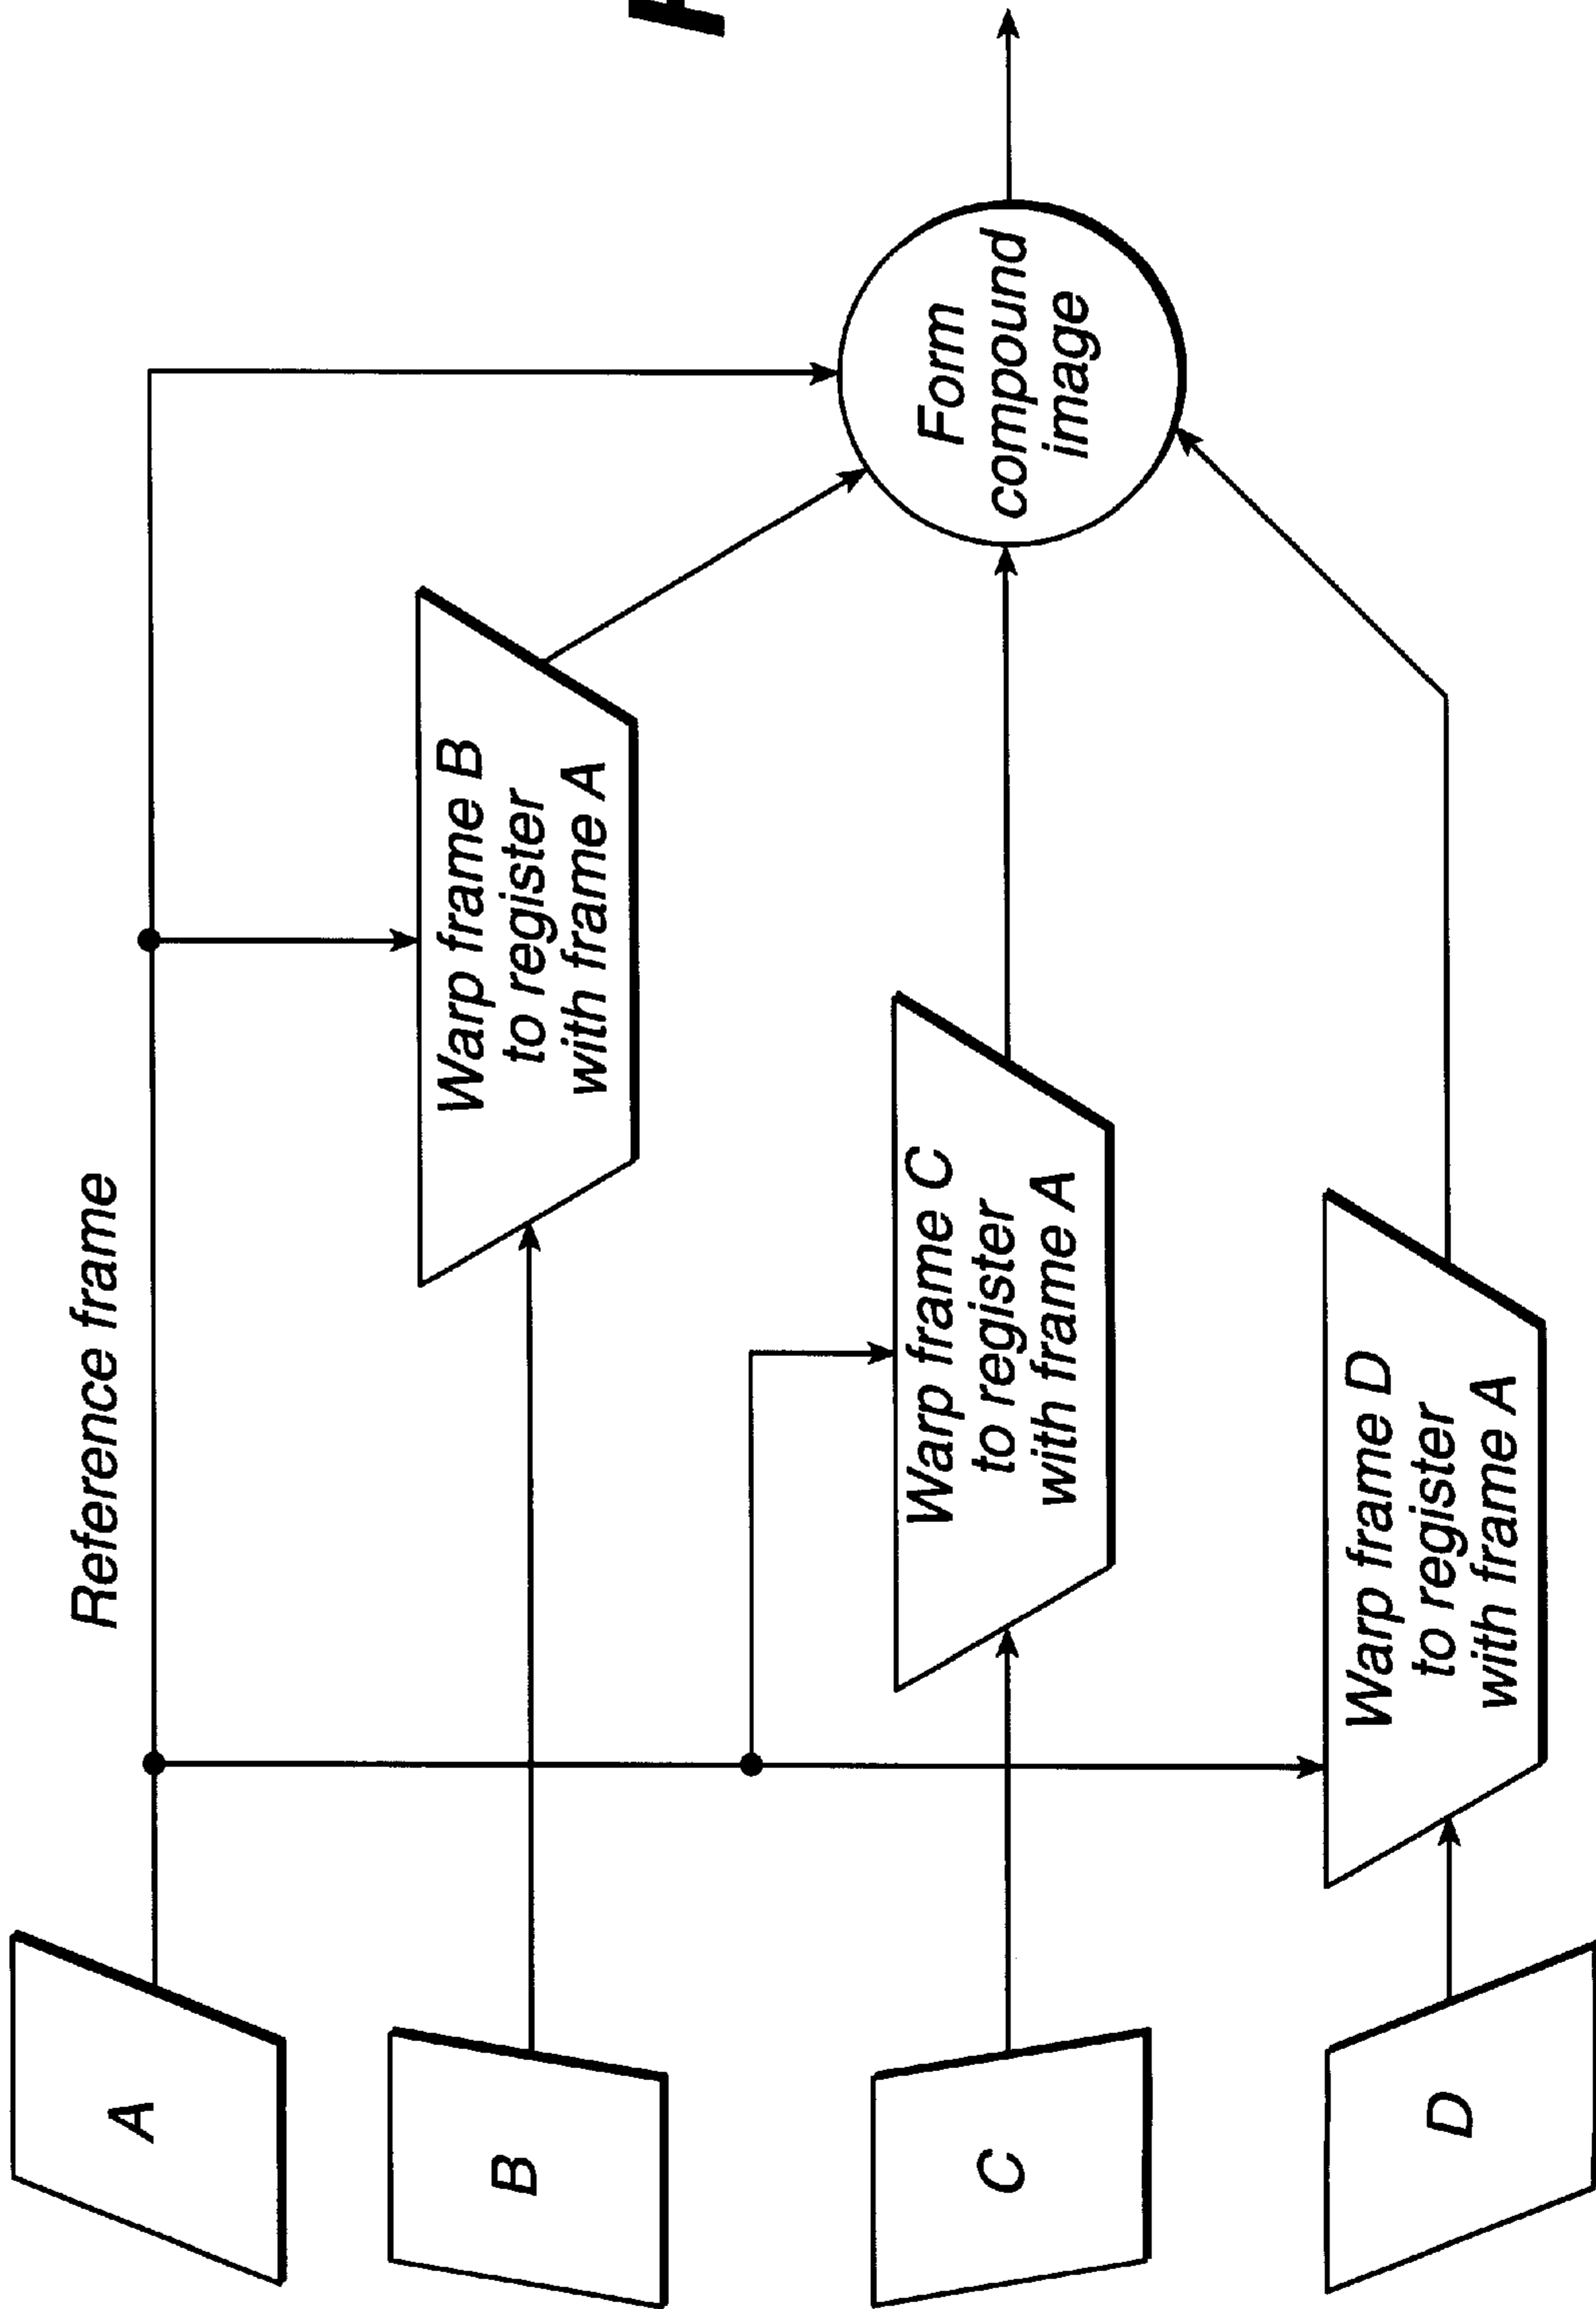 Reference frame
A
B
Warp frame B
to register
with frame A
C
Warp frame C
to register
with frame A
Form
compound
image
D
Warp frame D
to register
with frame A